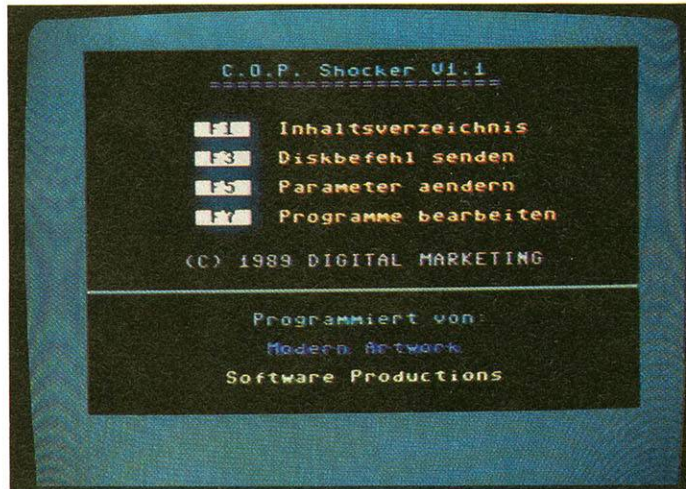 C.O.P. Shocker V1.1
====================
F1 Inhaltsverzeichnis
F3 Diskbefehl senden
F5 Parameter aendern
F7 Programme bearbeiten
(C) 1989 DIGITAL MARKETING
Programmiert von:
Modern Artwork
Software Productions